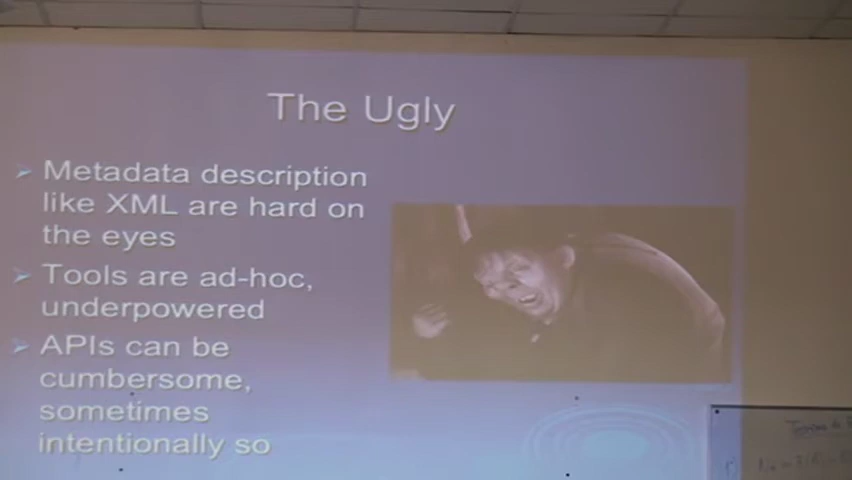 The Ugly
Metadata description
like XML are hard on
the eyes
Tools are ad-hoc,
underpowered
APIs can be
cumbersome,
sometimes
intentionally so